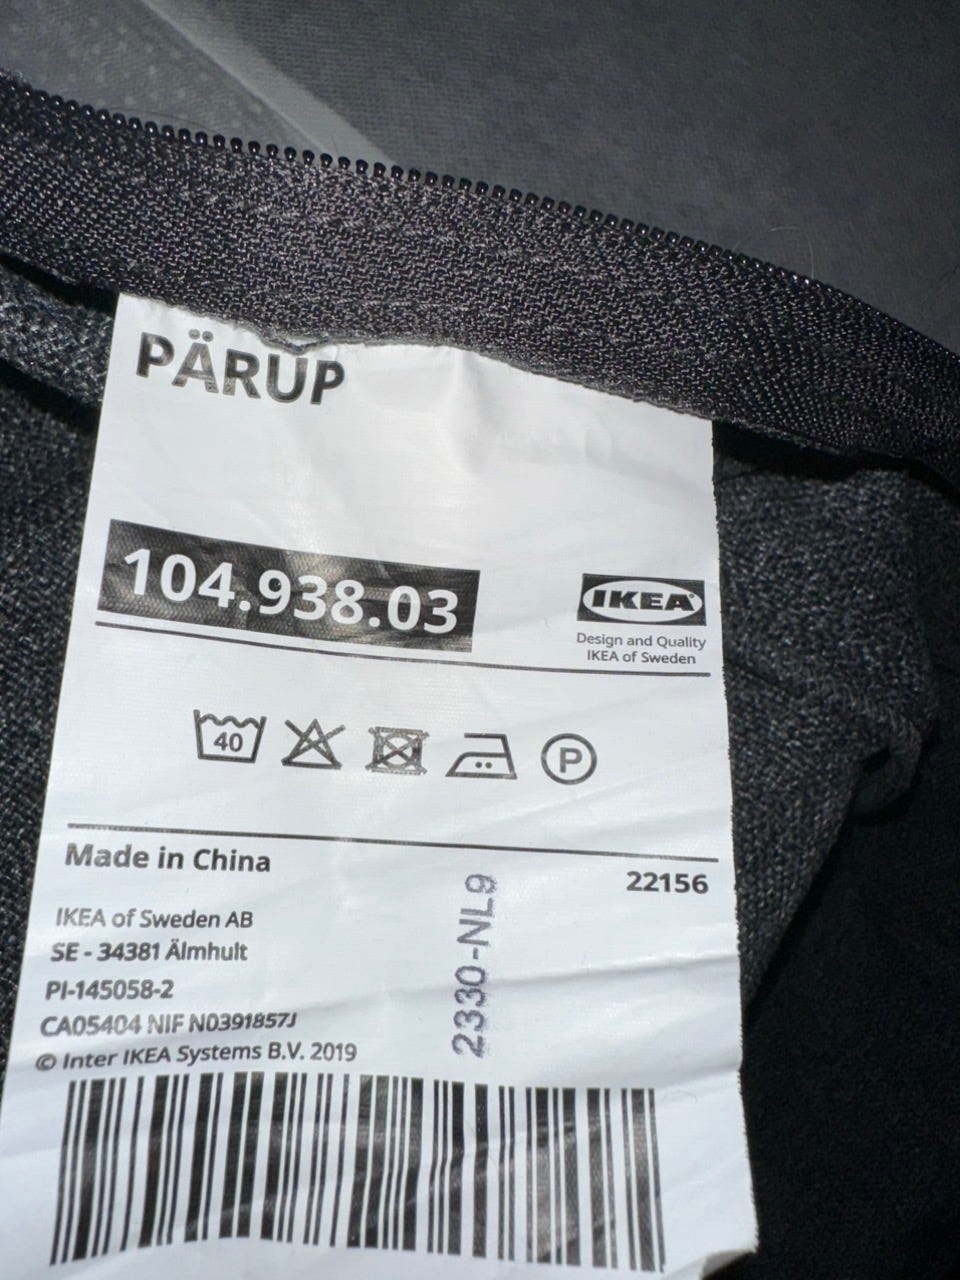 PÄRUP
104.938.03
IKEA
Design and Quality
IKEA of Sweden
40
P
Made in China
22156
IKEA of Sweden AB
SE - 34381 Älmhult
PI-145058-2
CA05404 NIF N0391857J
© Inter IKEA Systems B.V. 2019
2330-NL9